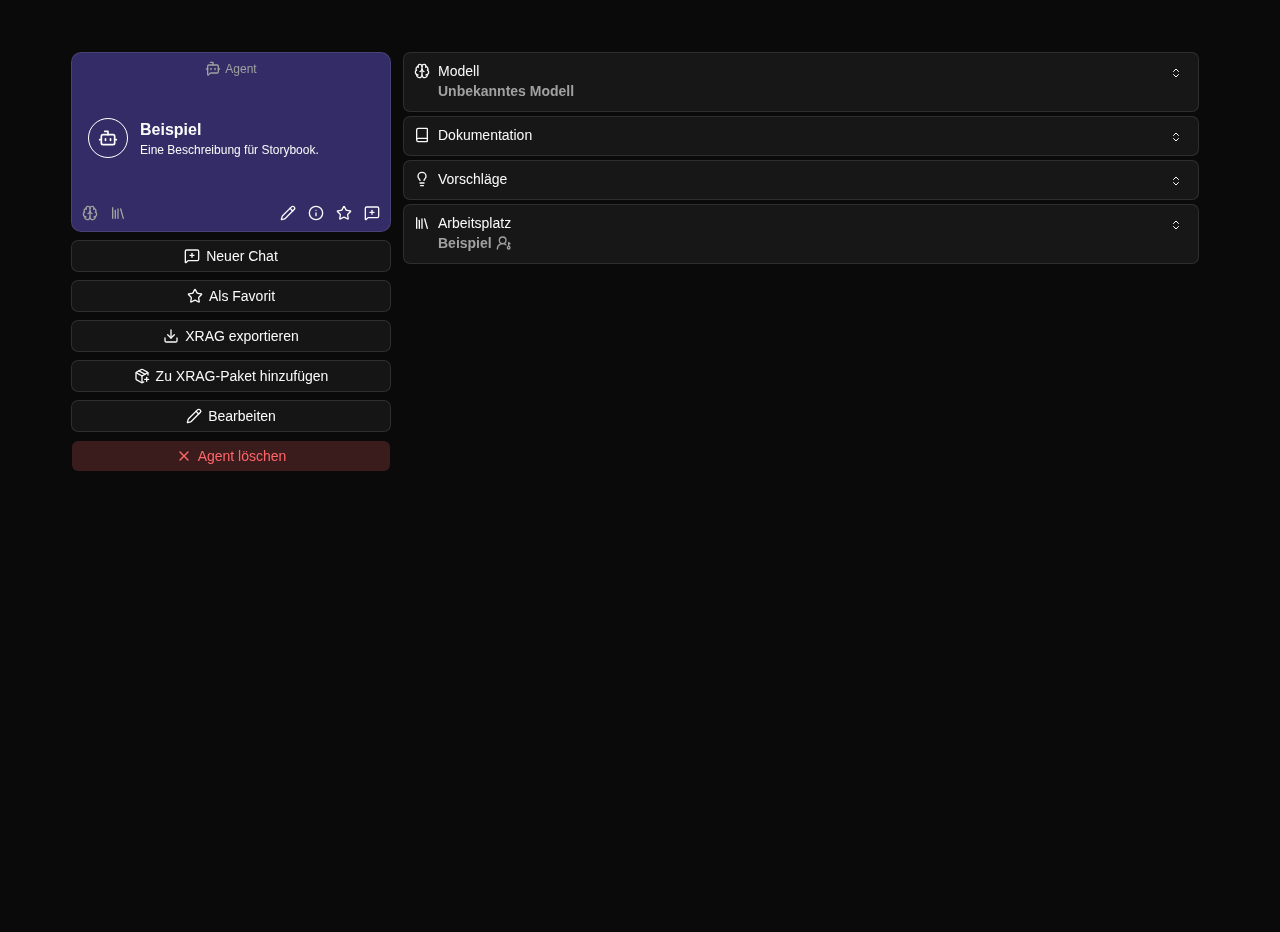 Agent
Beispiel
Eine Beschreibung für Storybook.
Neuer Chat
Als Favorit
XRAG exportieren
Zu XRAG-Paket hinzufügen
Bearbeiten
Agent löschen
Modell
Unbekanntes Modell
Dokumentation
Vorschläge
Arbeitsplatz
Beispiel